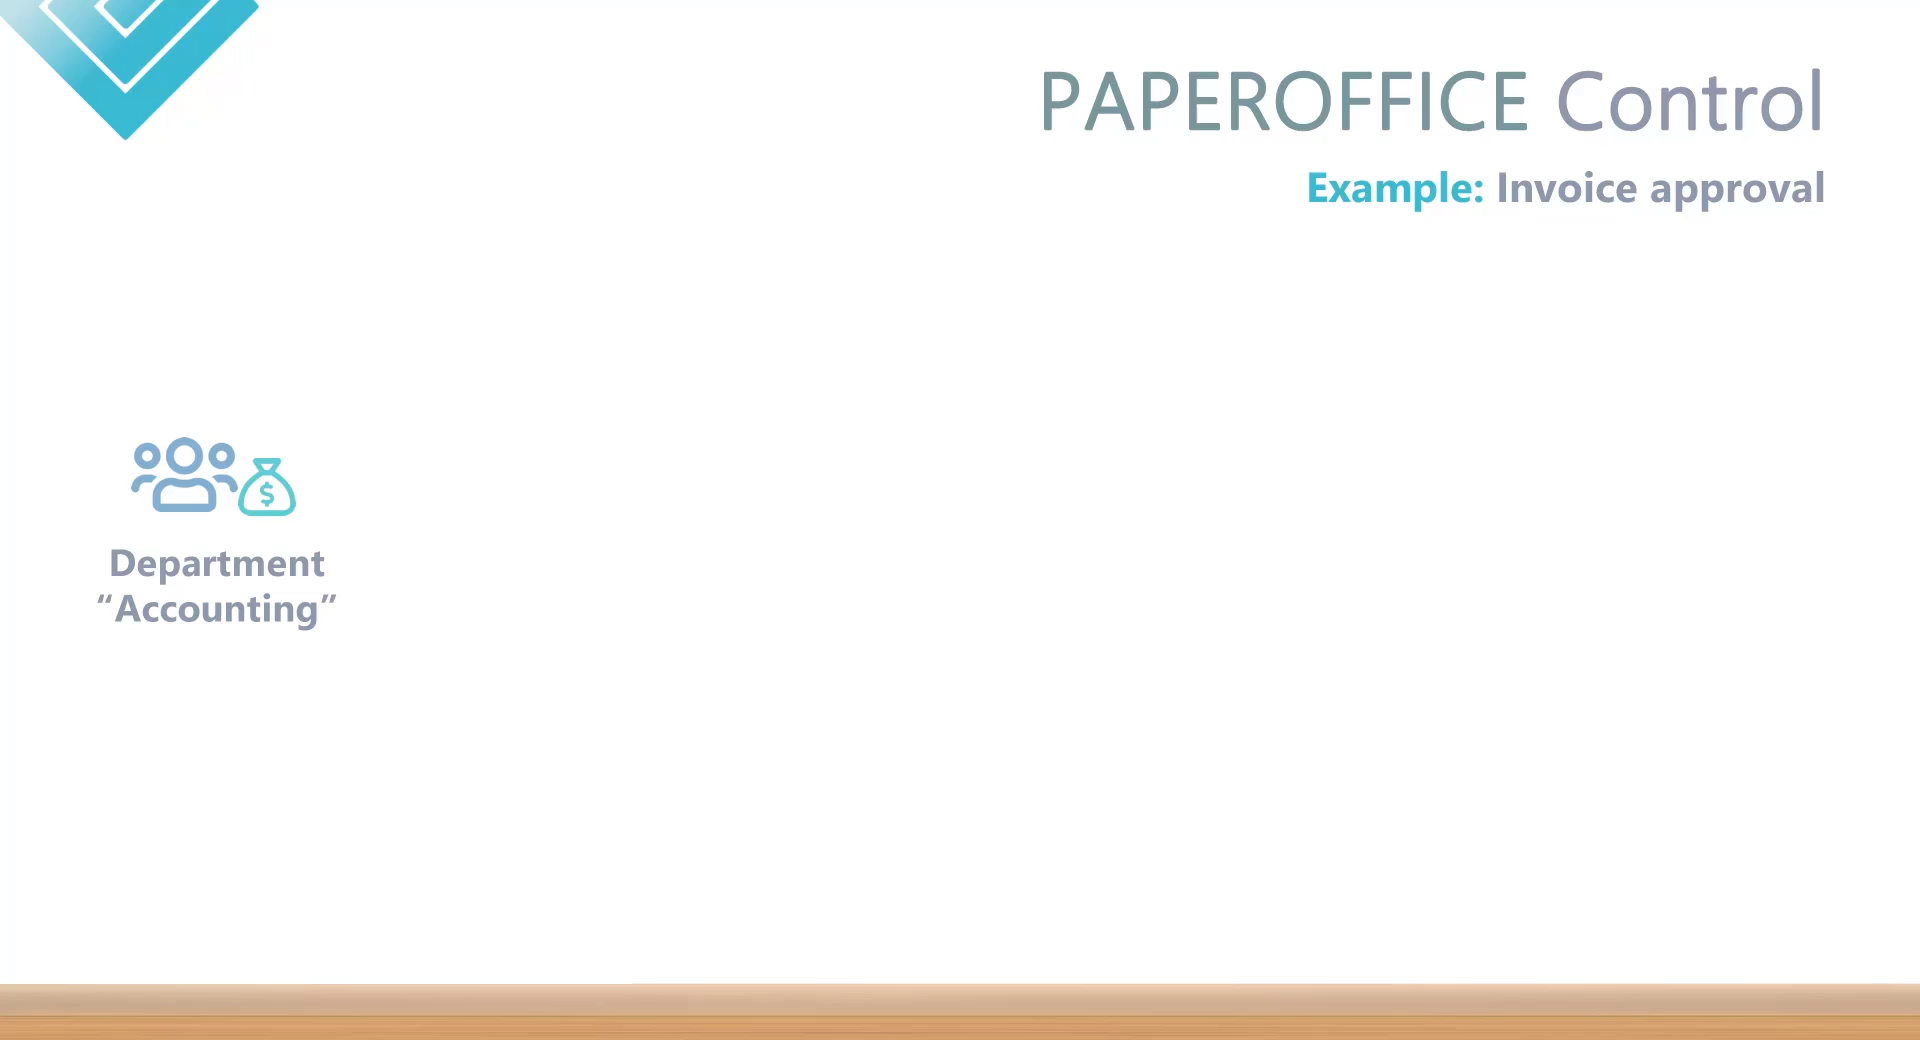 PAPEROFFICE Control
Example: Invoice approval
$
Department
“Accounting”